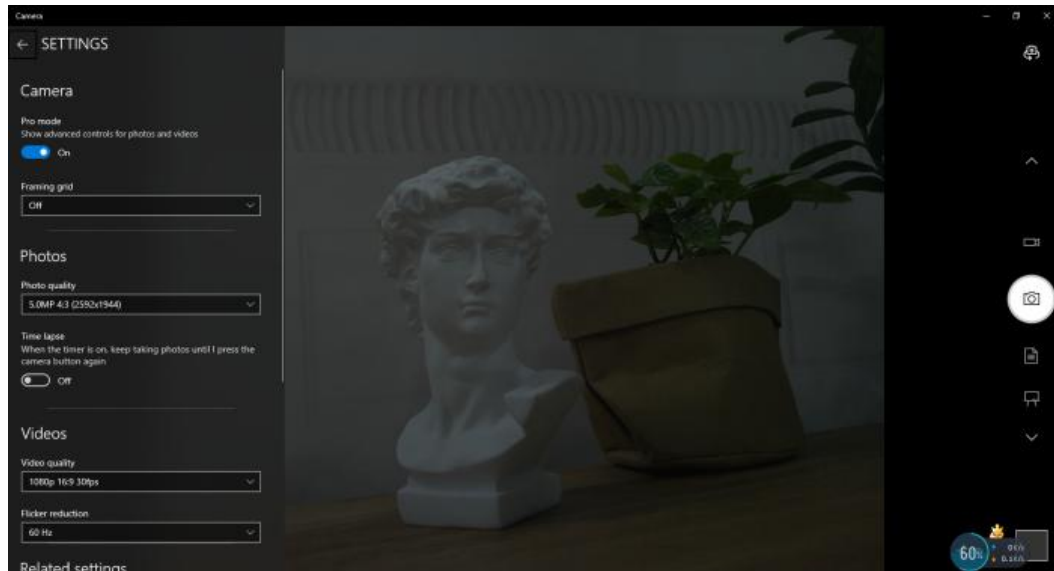 Camera
SETTINGS
Camera
Pro mode
Show advanced controls for photos and videos
On
Framing grid
Off
Photos
Photo quality
5.0MP 4:3 (2592x1944)
Time lapse
When the timer is on, keep taking photos until I press the
camera button again
Off
Videos
Video quality
1080p 16:9 30fps
Flicker reduction
60 Hz
Related settings
60%